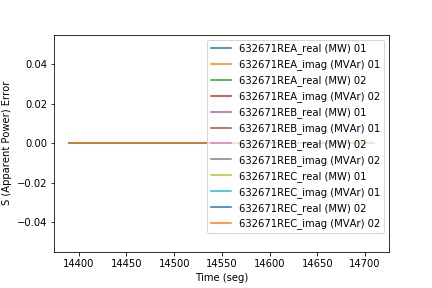 632671REA_real (MW) 01
632671REA_imag (MVAr) 01
632671REA_real (MW) 02
632671REA_imag (MVAr) 02
632671REB_real (MW) 01
632671REB_imag (MVAr) 01
632671REB_real (MW) 02
632671REB_imag (MVAr) 02
632671REC_real (MW) 01
632671REC_imag (MVAr) 01
632671REC_real (MW) 02
632671REC_imag (MVAr) 02
S (Apparent Power) Error
0.04
0.02
0.00
−0.02
−0.04
14400 14450 14500 14550 14600 14650 14700
Time (seg)